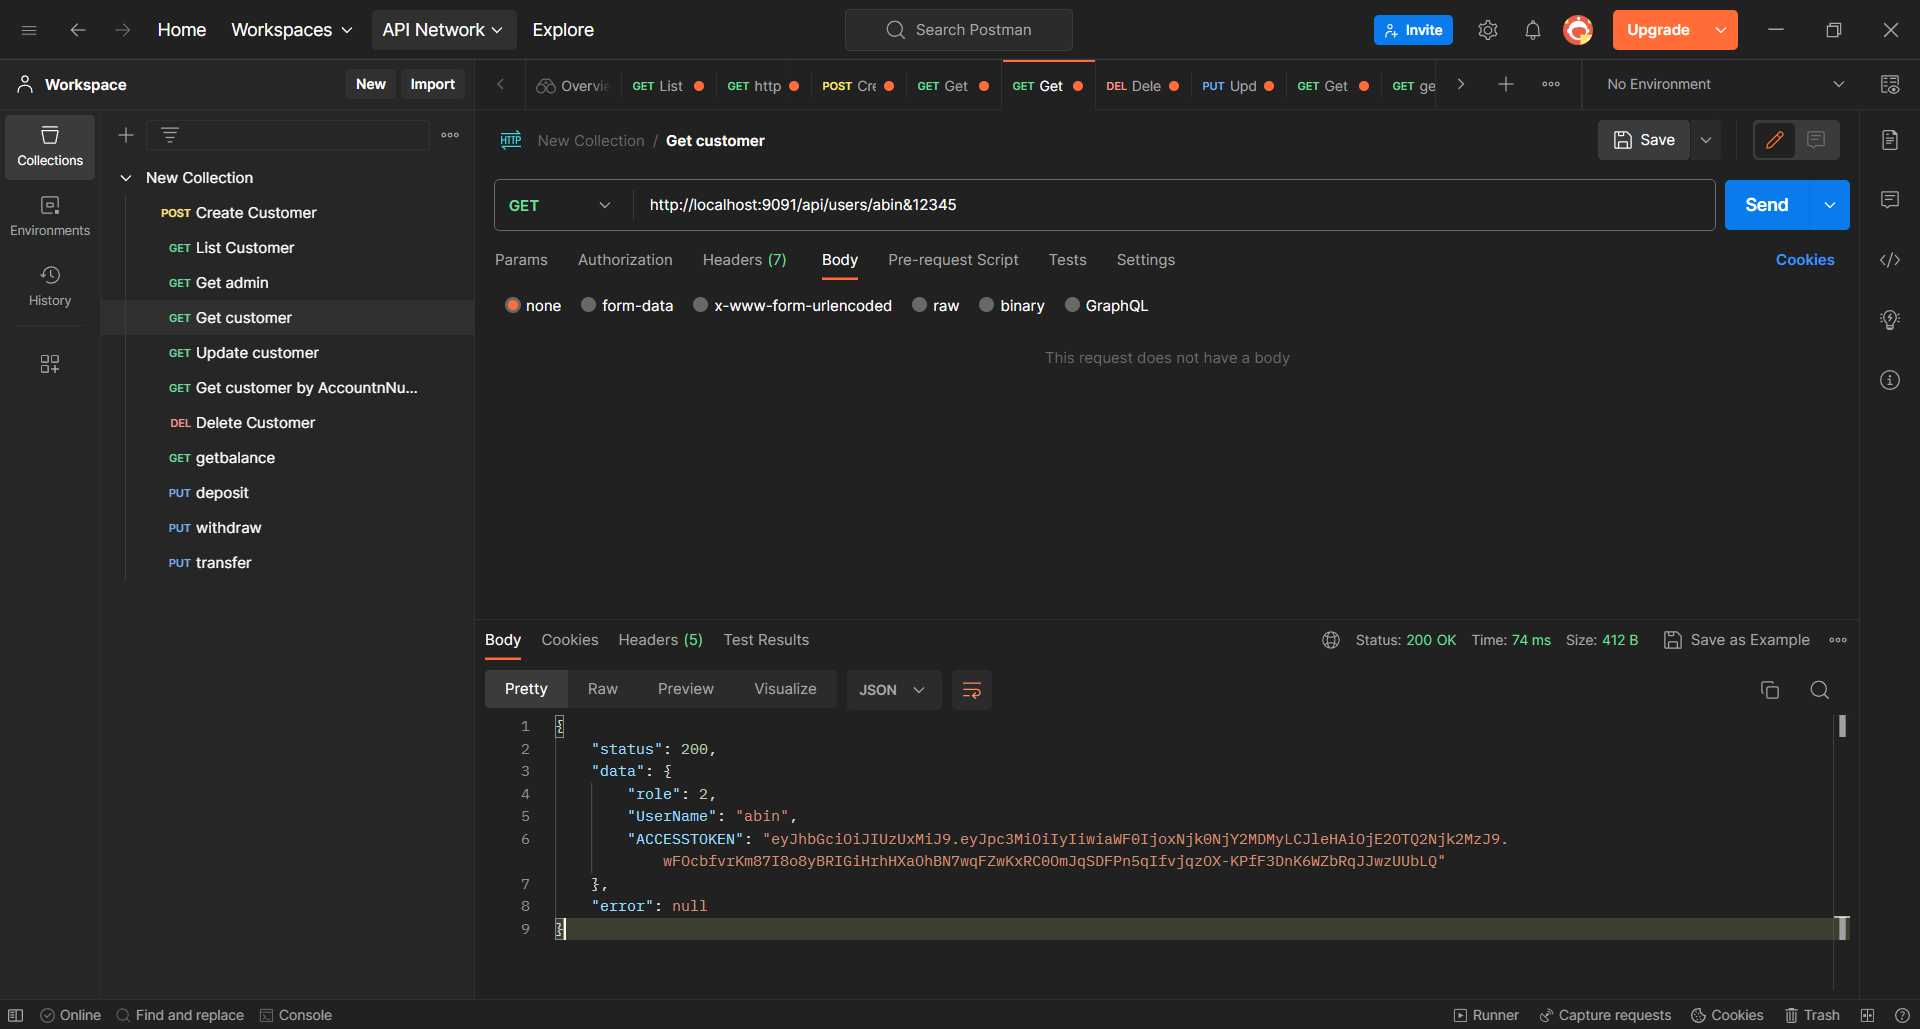 Home Workspaces API Network Explore Search Postman Invite Upgrade
Workspace New Import Overvie GET List GET http POST Cre GET Get GET Get DEL Dele PUT Upd GET Get GET ge No Environment
Collections
Environments
History
New Collection
POST Create Customer
GET List Customer
GET Get admin
GET Get customer
GET Update customer
GET Get customer by AccountnNu...
DEL Delete Customer
GET getbalance
PUT deposit
PUT withdraw
PUT transfer
HTTP New Collection / Get customer Save
GET http://localhost:9091/api/users/abin&12345 Send
Params Authorization Headers (7) Body Pre-request Script Tests Settings Cookies
none form-data x-www-form-urlencoded raw binary GraphQL
This request does not have a body
Body Cookies Headers (5) Test Results Status: 200 OK Time: 74 ms Size: 412 B Save as Example
Pretty Raw Preview Visualize JSON
1 {
2 "status": 200,
3 "data": {
4 "role": 2,
5 "UserName": "abin",
6 "ACCESSTOKEN": "eyJhbGciOiJIUzUxMiJ9.eyJpc3MiOiIyIiwiaWF0IjoxNjk0NjY2MDMyLCJleHAiOjE2OTQ2Njk2MzJ9.
wFOcbfvrKm87I8o8yBRIGiHrhHXaOhBN7wqFZwKxRC0OmJqSDFPn5qIfvjqzOX-KPfF3DnK6WZbRqJJwzUUbLQ"
7 },
8 "error": null
9 }
Online Find and replace Console Runner Capture requests Cookies Trash